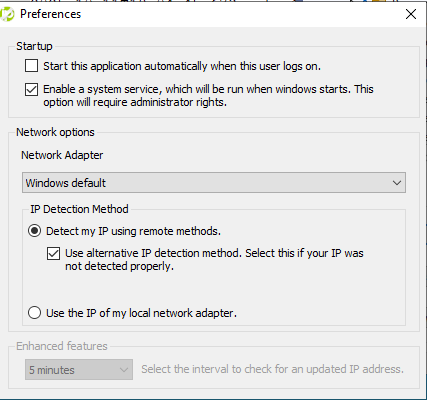 Preferences
Startup
Start this application automatically when this user logs on.
Enable a system service, which will be run when windows starts. This
option will require administrator rights.
Network options
Network Adapter
Windows default
IP Detection Method
Detect my IP using remote methods.
Use alternative IP detection method. Select this if your IP was
not detected properly.
Use the IP of my local network adapter.
Enhanced features
5 minutes Select the interval to check for an updated IP address.